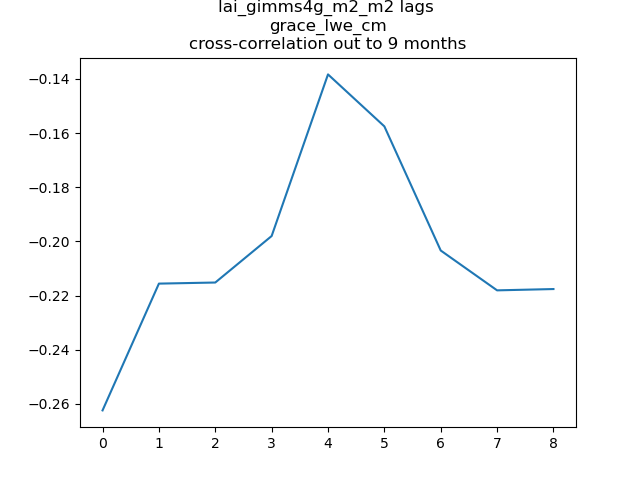 lai_gimms4g_m2_m2 lags
grace_lwe_cm
cross-correlation out to 9 months
−0.14
−0.16
−0.18
−0.20
−0.22
−0.24
−0.26
0 1 2 3 4 5 6 7 8